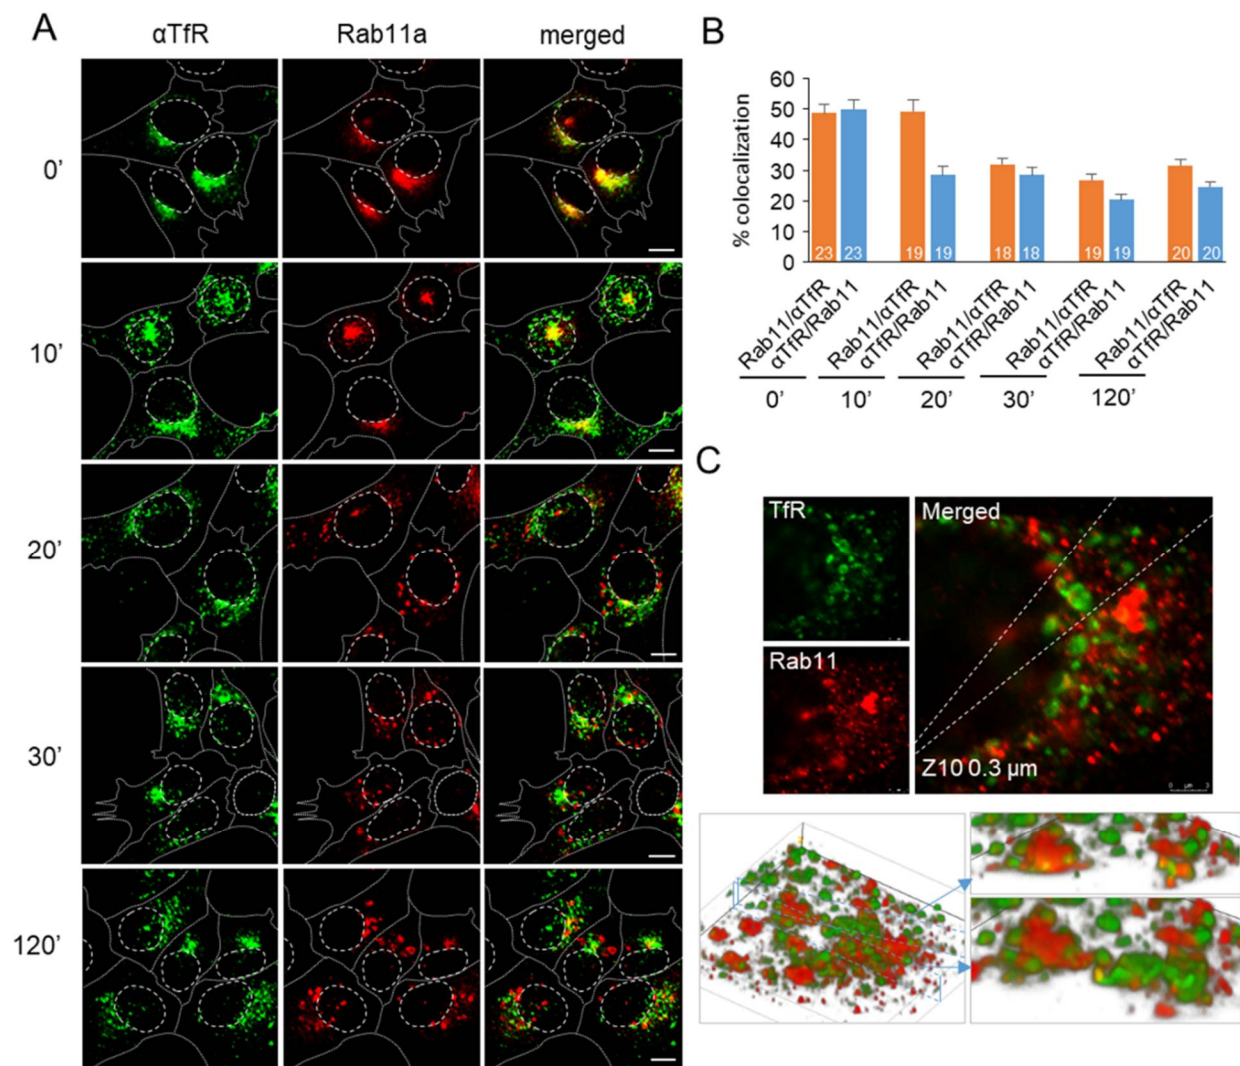 A
αTfR Rab11a merged
0’
10’
20’
30’
120’
B
% colocalization
60
50
40
30
20
10
0
23 23 19 19 18 18 19 19 20 20
Rab11/αTfR
αTfR/Rab11
Rab11/αTfR
αTfR/Rab11
Rab11/αTfR
αTfR/Rab11
Rab11/αTfR
αTfR/Rab11
Rab11/αTfR
αTfR/Rab11
0’ 10’ 20’ 30’ 120’
C
TfR
Merged
Rab11
Z10 0.3 µm
0 µm 3